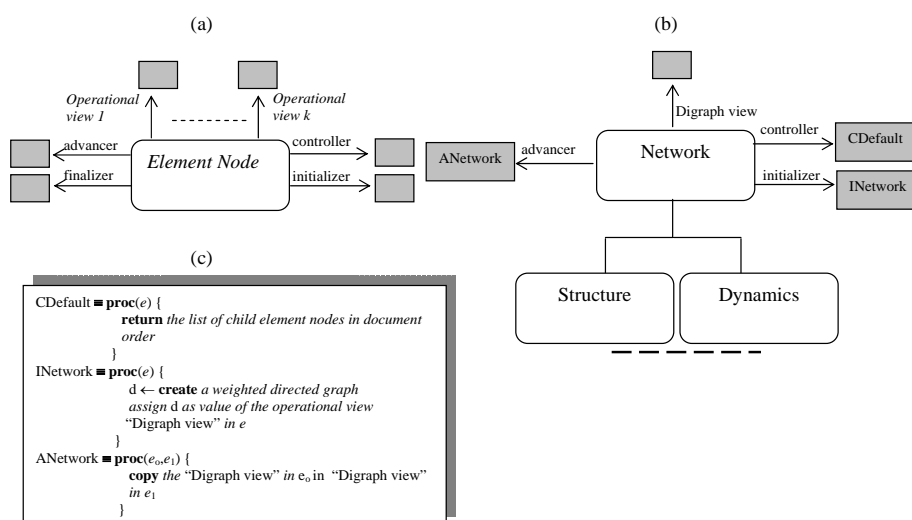 (a)
Operational view 1
Operational view k
advancer
finalizer
Element Node
controller
initializer
(b)
Digraph view
ANetwork
advancer
Network
controller
CDefault
initializer
INetwork
Structure
Dynamics
(c)
CDefault ≡ proc(e) {
return the list of child element nodes in document
order
}
INetwork ≡ proc(e) {
d ← create a weighted directed graph
assign d as value of the operational view
“Digraph view” in e
}
ANetwork ≡ proc(e₀,e₁) {
copy the “Digraph view” in e₀ in “Digraph view”
in e₁
}